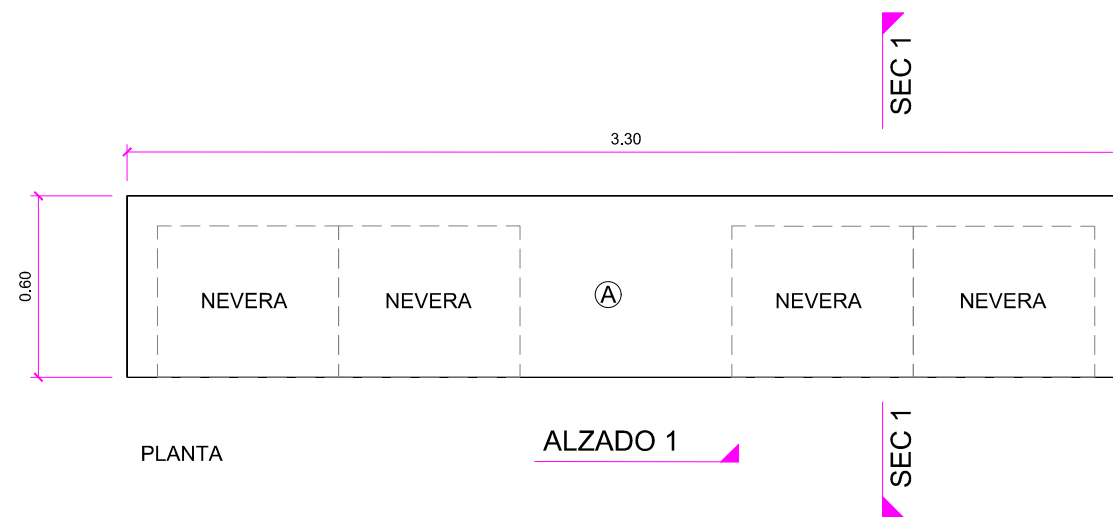 SEC 1
3.30
0.60
NEVERA
NEVERA
A
NEVERA
NEVERA
PLANTA
ALZADO 1
SEC 1